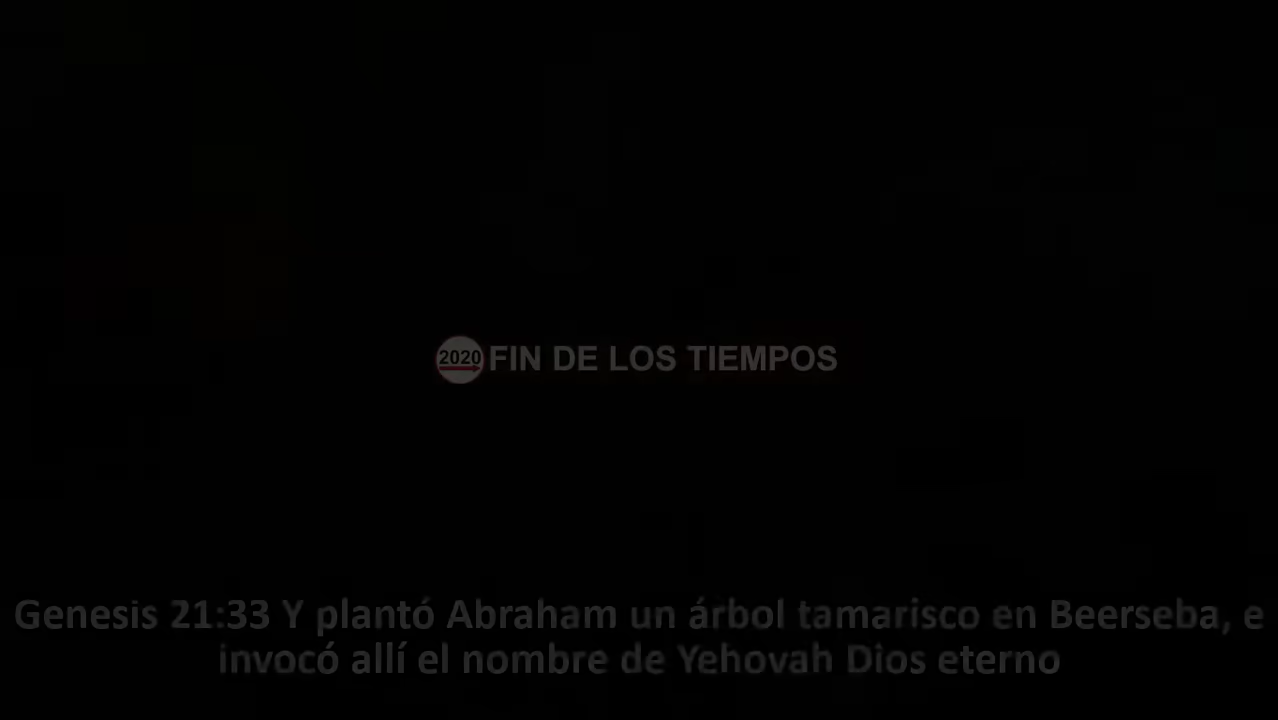 2020 FIN DE LOS TIEMPOS
Genesis 21:33 Y plantó Abraham un árbol tamarisco en Beerseba, e
invocó allí el nombre de Yehovah Dios eterno